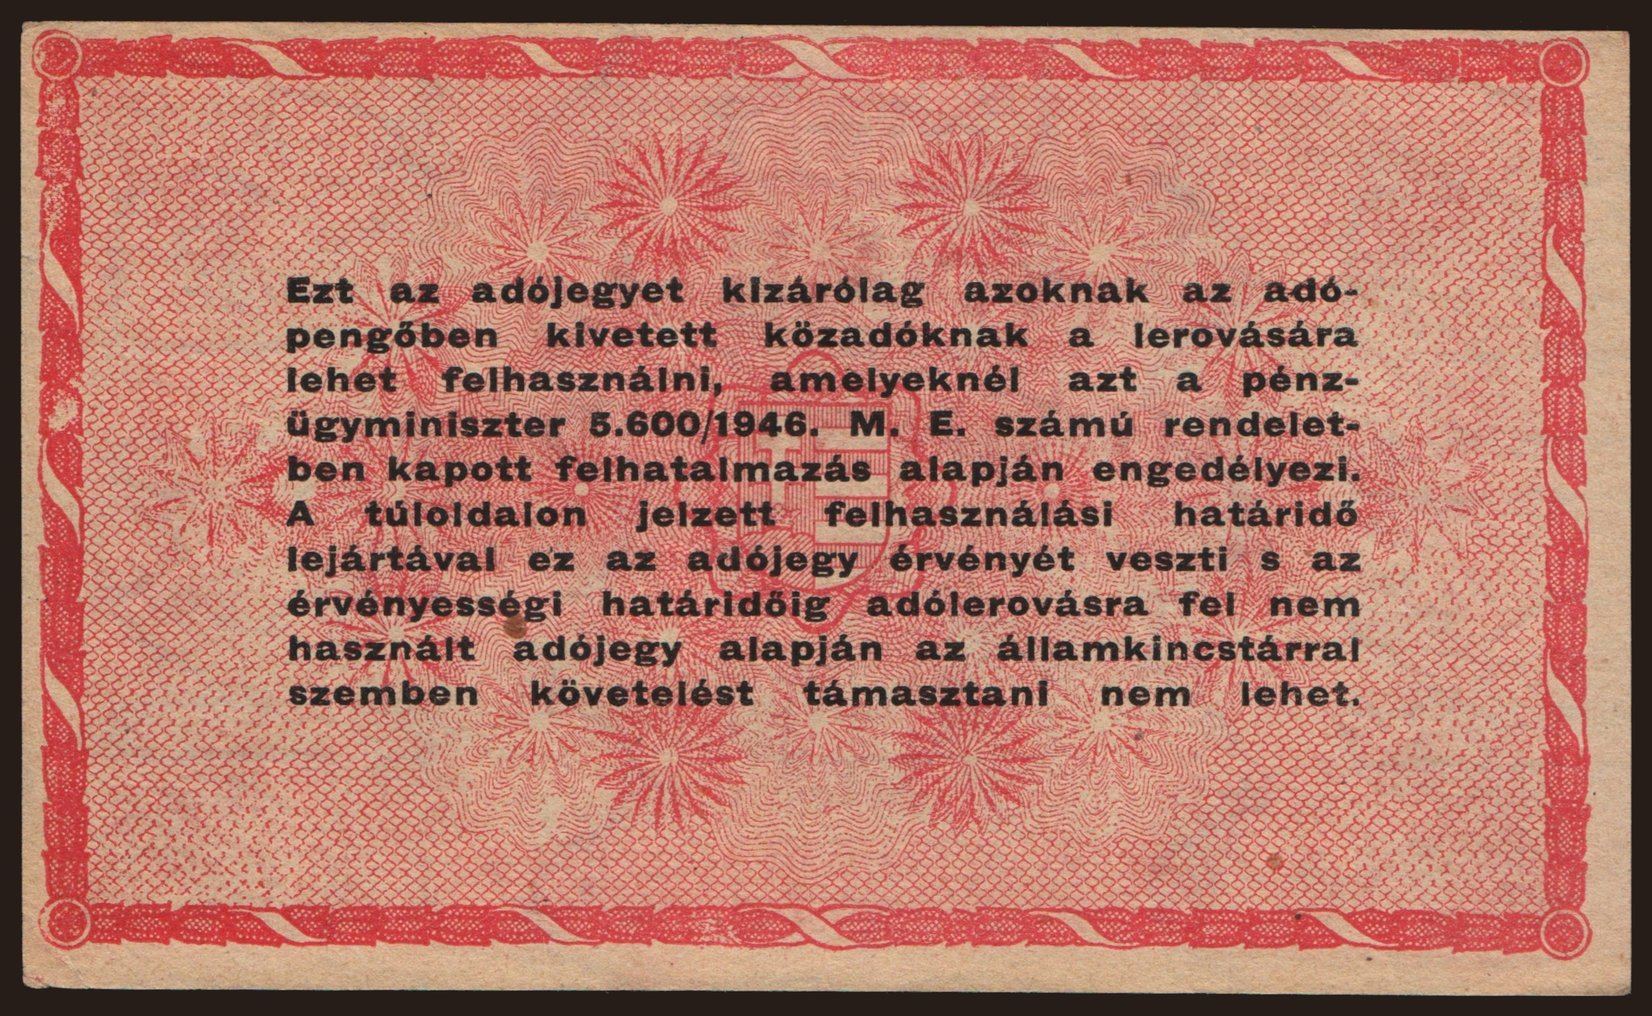 Ezt az adójegyet kizárólag azoknak az adó-
pengőben kivetett közadóknak a lerovására
lehet felhasználni, amelyeknél azt a pénz-
ügyminiszter 5.600/1946. M. E. számú rendelet-
ben kapott felhatalmazás alapján engedélyezi.
A túloldalon jelzett felhasználási határidő
lejártával ez az adójegy érvényét veszti s az
érvényességi határidőig adólerovásra fel nem
használt adójegy alapján az államkincstárral
szemben követelést támasztani nem lehet.